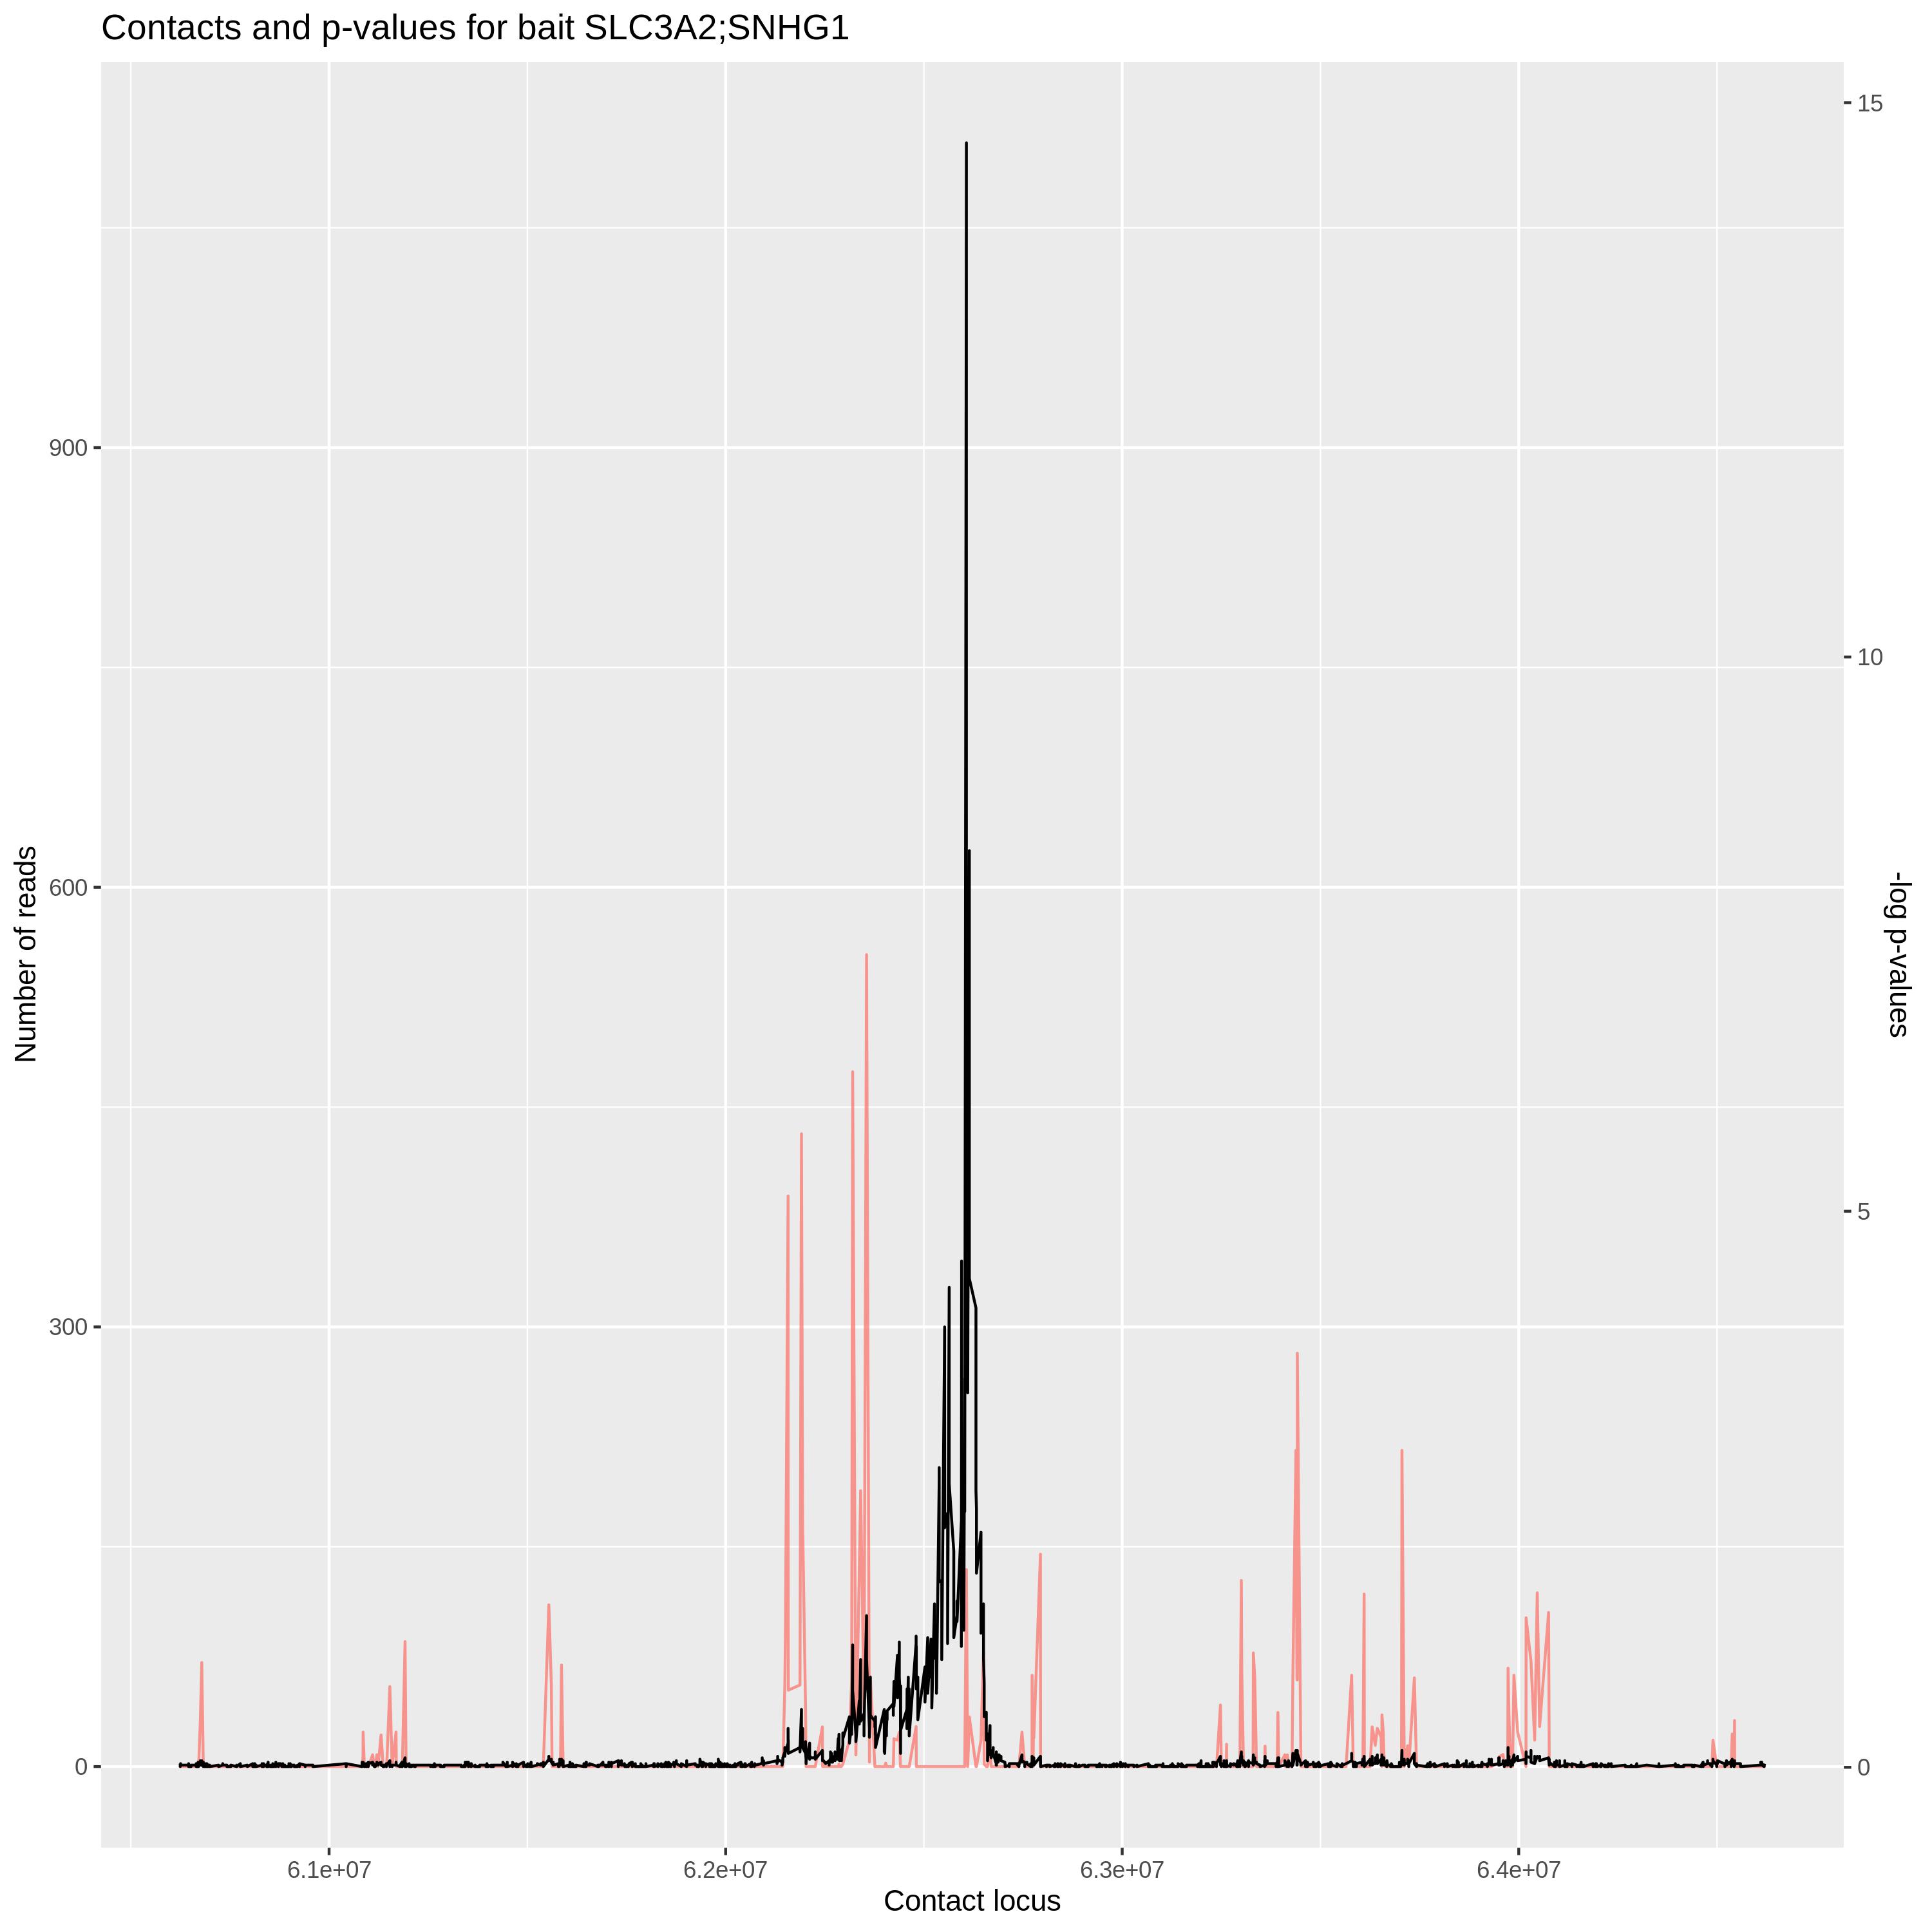 Contacts and p-values for bait SLC3A2;SNHG1
15
900
10
600
Number of reads
-log p-values
5
300
0
0
6.1e+07
6.2e+07
6.3e+07
6.4e+07
Contact locus